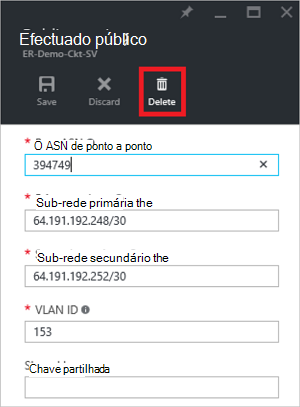 Efectuado público
ER-Demo-Ckt-SV
Save
Discard
Delete
* O ASN de ponto a ponto
394749
* Sub-rede primária the
64.191.192.248/30
* Sub-rede secundário the
64.191.192.252/30
* VLAN ID
153
Chave partilhada